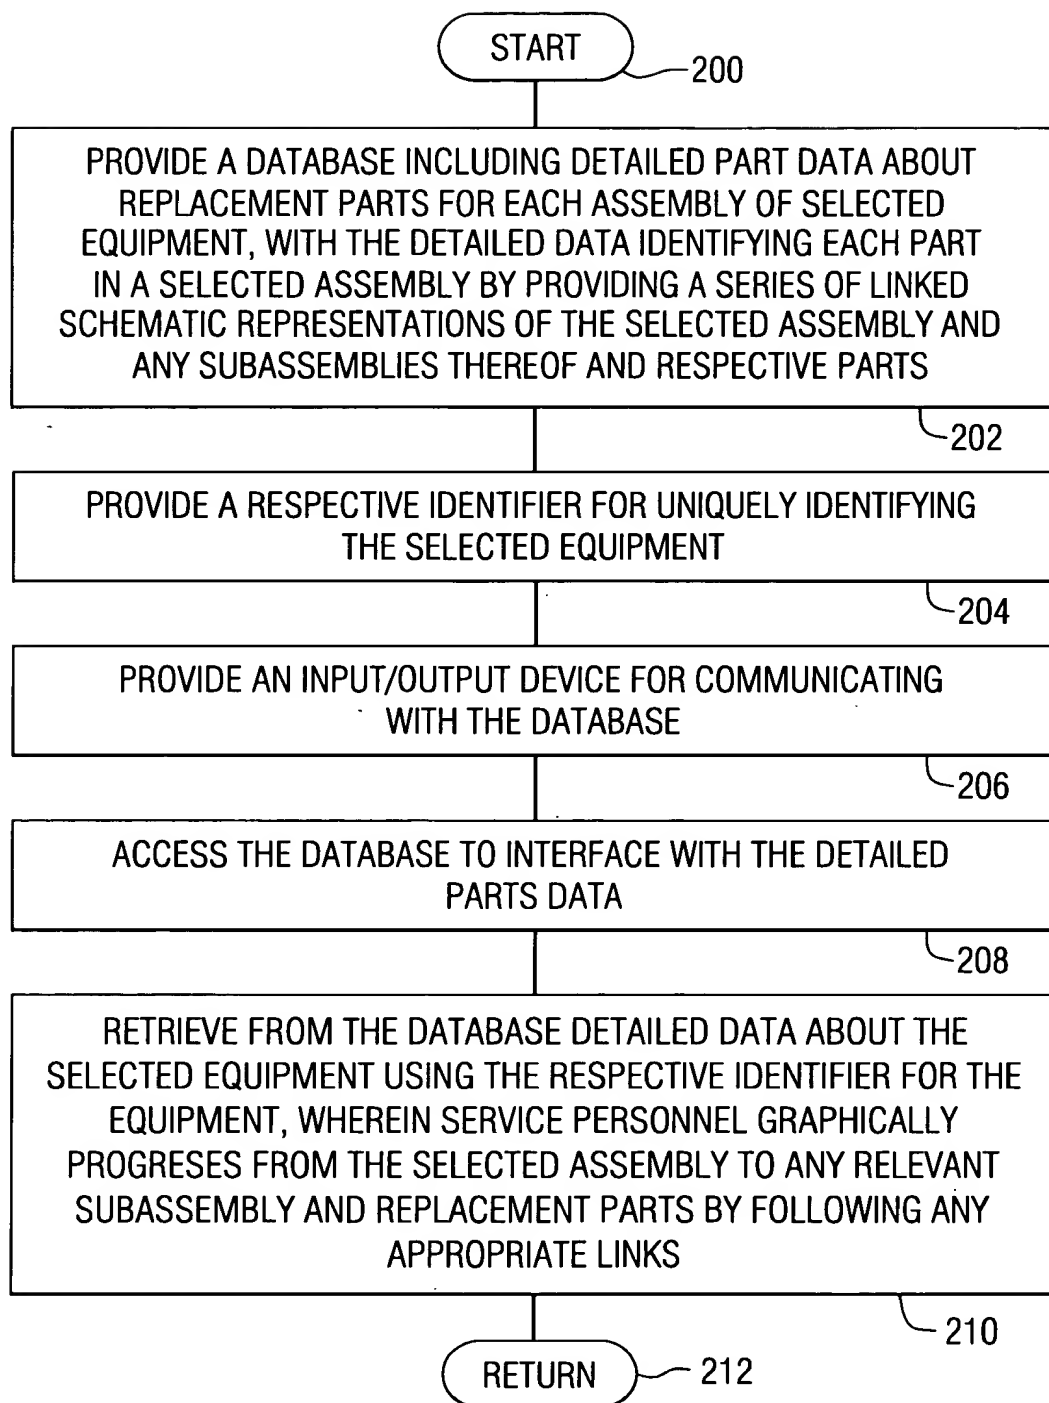 START
200
PROVIDE A DATABASE INCLUDING DETAILED PART DATA ABOUT
REPLACEMENT PARTS FOR EACH ASSEMBLY OF SELECTED
EQUIPMENT, WITH THE DETAILED DATA IDENTIFYING EACH PART
IN A SELECTED ASSEMBLY BY PROVIDING A SERIES OF LINKED
SCHEMATIC REPRESENTATIONS OF THE SELECTED ASSEMBLY AND
ANY SUBASSEMBLIES THEREOF AND RESPECTIVE PARTS
202
PROVIDE A RESPECTIVE IDENTIFIER FOR UNIQUELY IDENTIFYING
THE SELECTED EQUIPMENT
204
PROVIDE AN INPUT/OUTPUT DEVICE FOR COMMUNICATING
WITH THE DATABASE
206
ACCESS THE DATABASE TO INTERFACE WITH THE DETAILED
PARTS DATA
208
RETRIEVE FROM THE DATABASE DETAILED DATA ABOUT THE
SELECTED EQUIPMENT USING THE RESPECTIVE IDENTIFIER FOR THE
EQUIPMENT, WHEREIN SERVICE PERSONNEL GRAPHICALLY
PROGRESES FROM THE SELECTED ASSEMBLY TO ANY RELEVANT
SUBASSEMBLY AND REPLACEMENT PARTS BY FOLLOWING ANY
APPROPRIATE LINKS
210
RETURN
212